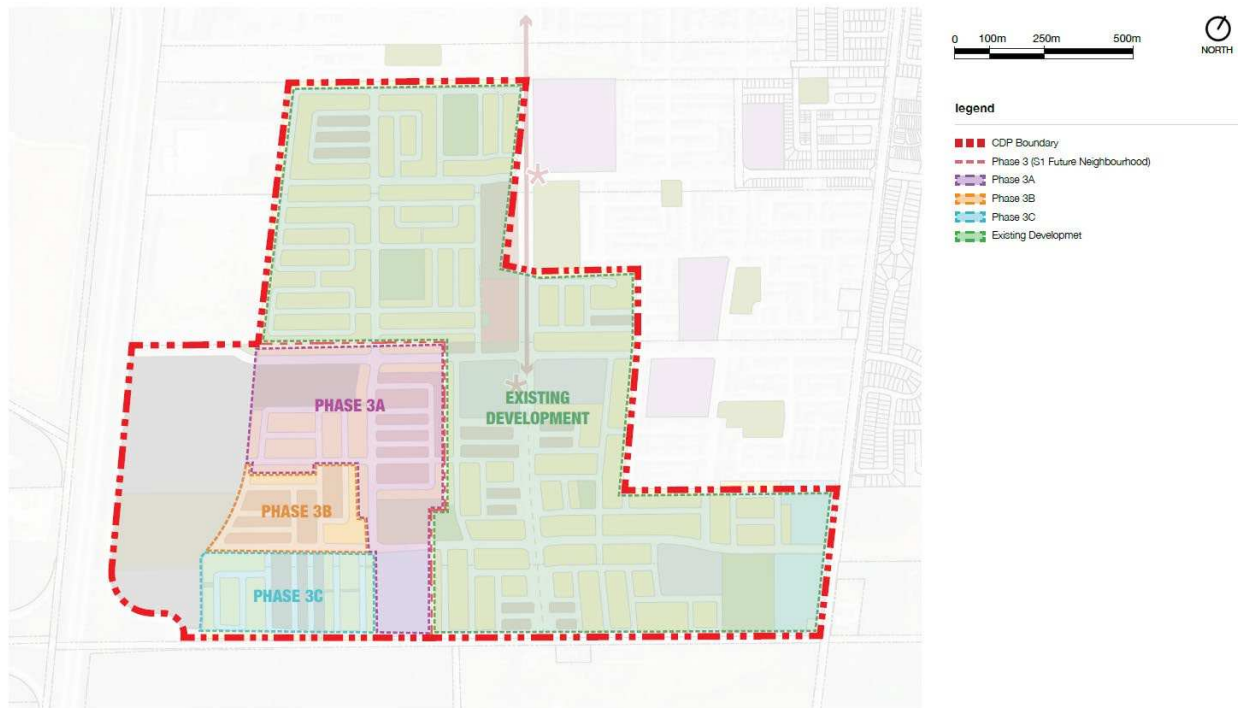 0 100m 250m 500m
NORTH
legend
CDP Boundary
Phase 3 (S1 Future Neighbourhood)
Phase 3A
Phase 3B
Phase 3C
Existing Developmet
PHASE 3A
EXISTING
DEVELOPMENT
PHASE 3B
PHASE 3C